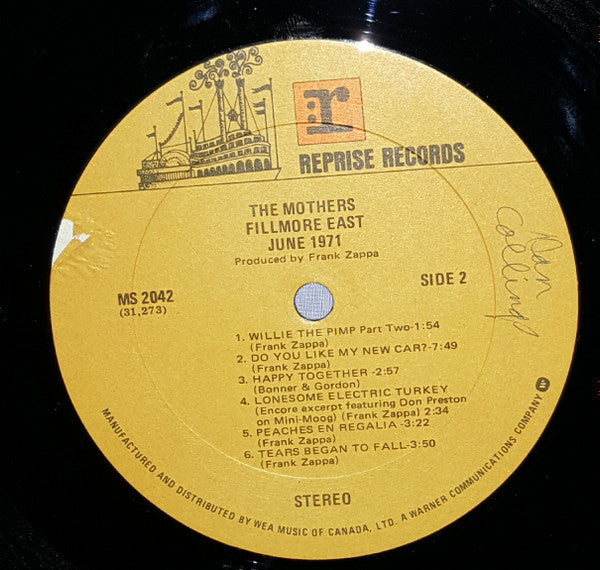 r
REPRISE RECORDS
THE MOTHERS
FILLMORE EAST
JUNE 1971
Produced by Frank Zappa
MS 2042
(31,273)
SIDE 2
Dan
Collings
1. WILLIE THE PIMP Part Two-1:54
(Frank Zappa)
2. DO YOU LIKE MY NEW CAR?-7:49
(Frank Zappa)
3. HAPPY TOGETHER -2:57
(Bonner & Gordon)
4. LONESOME ELECTRIC TURKEY
(Encore excerpt featuring Don Preston
on Mini-Moog) (Frank Zappa) 2:34
5. PEACHES EN REGALIA -3:22
(Frank Zappa)
6. TEARS BEGAN TO FALL-3:50
(Frank Zappa)
STEREO
MANUFACTURED AND DISTRIBUTED BY WEA MUSIC OF CANADA, LTD. A WARNER COMMUNICATIONS COMPANY